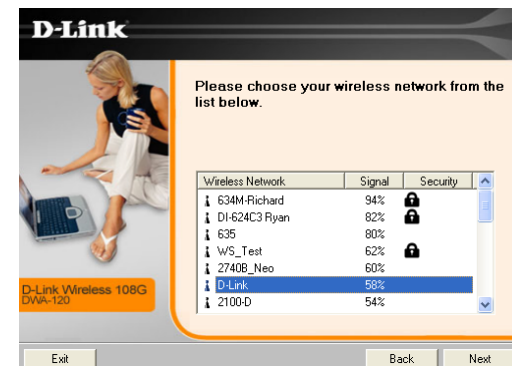 D-Link
Please choose your wireless network from the
list below.
Wireless Network Signal Security
634M-Richard 94%
DI-624C3 Ryan 82%
635 80%
WS_Test 62%
2740B_Neo 60%
D-Link 58%
2100-D 54%
D-Link Wireless 108G
DWA-120
Exit Back Next